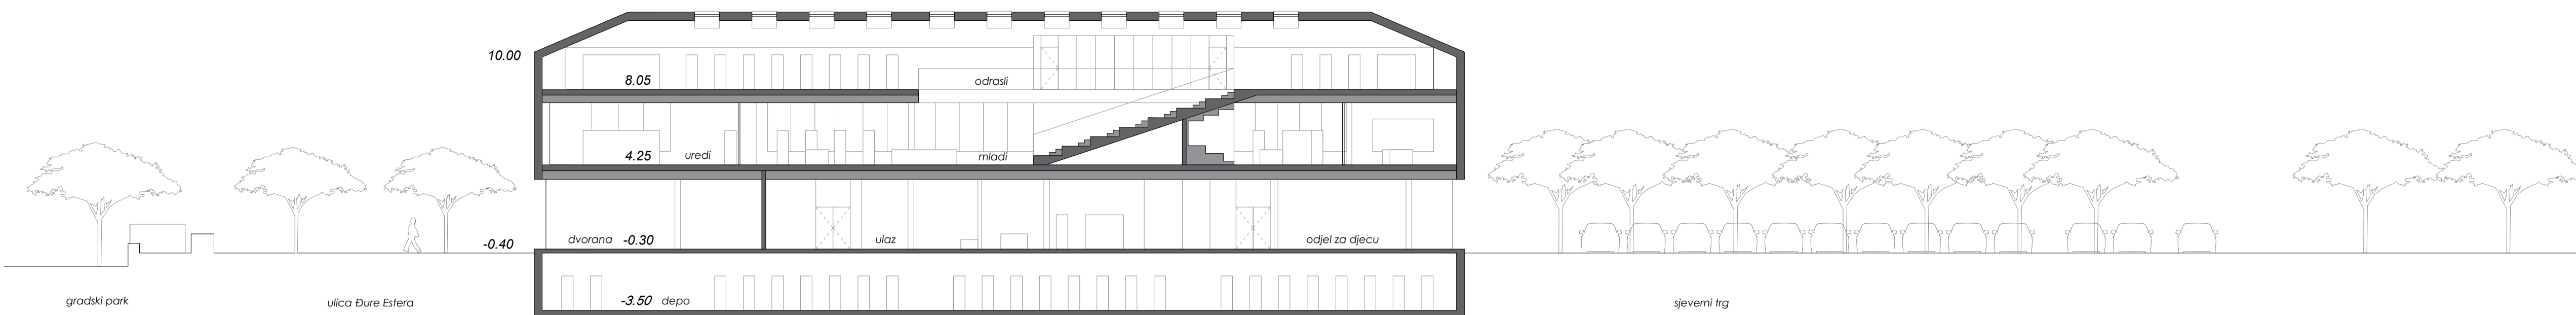 10.00
8.05
odrasli
4.25
uredi
mladi
-0.40
dvorana
-0.30
ulaz
odjel za djecu
-3.50
depo
gradski park
ulica Đure Estera
sjeverni trg